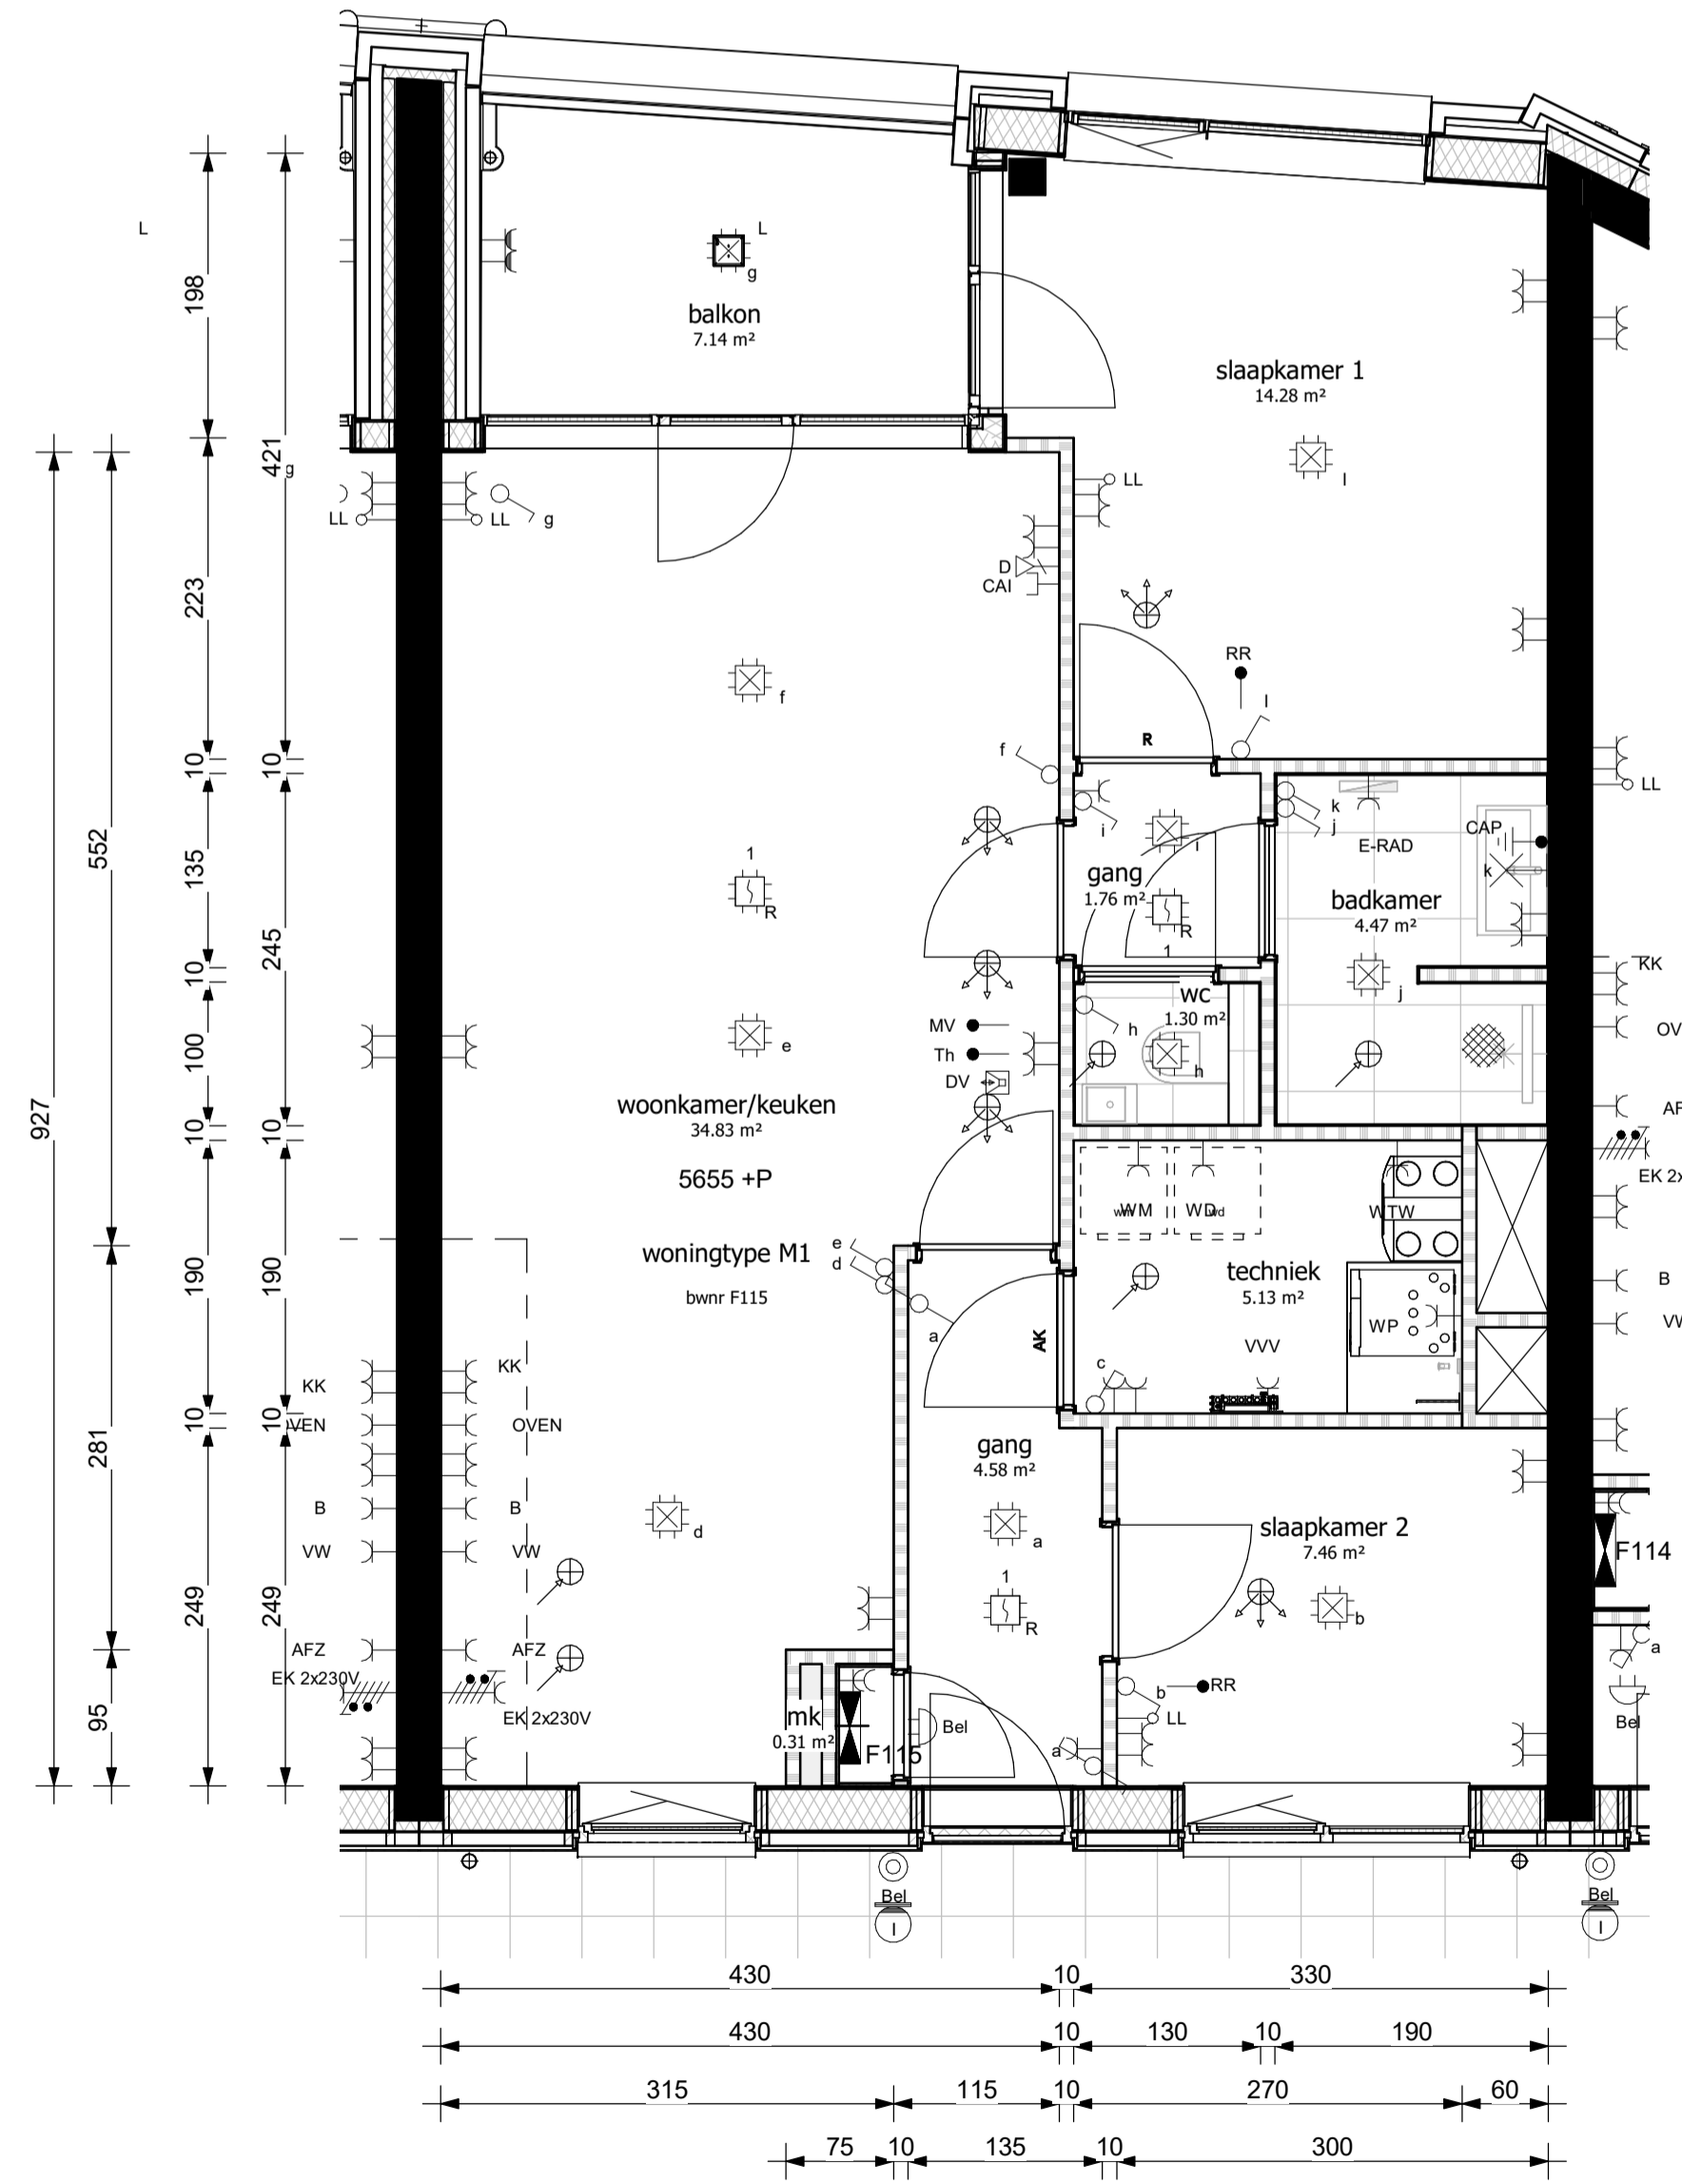 L
L
g
balkon
7.14 m²
198
421
g
slaapkamer 1
14.28 m²
l
LL
LL
LL
g
D
CAI
223
f
RR
l
R
f
10
10
552
135
245
927
1
R
i
i
gang
1.76 m²
R
1
k
j
E-RAD
CAP
k
badkamer
4.47 m²
j
LL
KK
10
100
e
MV
Th
DV
WC
1.30 m²
h
h
woonkamer/keuken
34.83 m²
5655 +P
woningtype M1
bwnr F115
10
10
190
190
WM
WD
wd
WTW
techniek
5.13 m²
WP
VVV
EK 2x
B
e
d
a
AK
c
KK
KK
OVEN
10
10
281
B
B
VW
VW
gang
4.58 m²
a
1
R
d
slaapkamer 2
7.46 m²
b
F114
249
249
AFZ
AFZ
EK 2x230V
EK 2x230V
95
mk
0.31 m²
F115
Bel
a
b
RR
LL
a
Bel
Bel
I
Bel
I
430
10
330
430
10
130
10
190
315
115
10
270
60
75
10
135
10
300